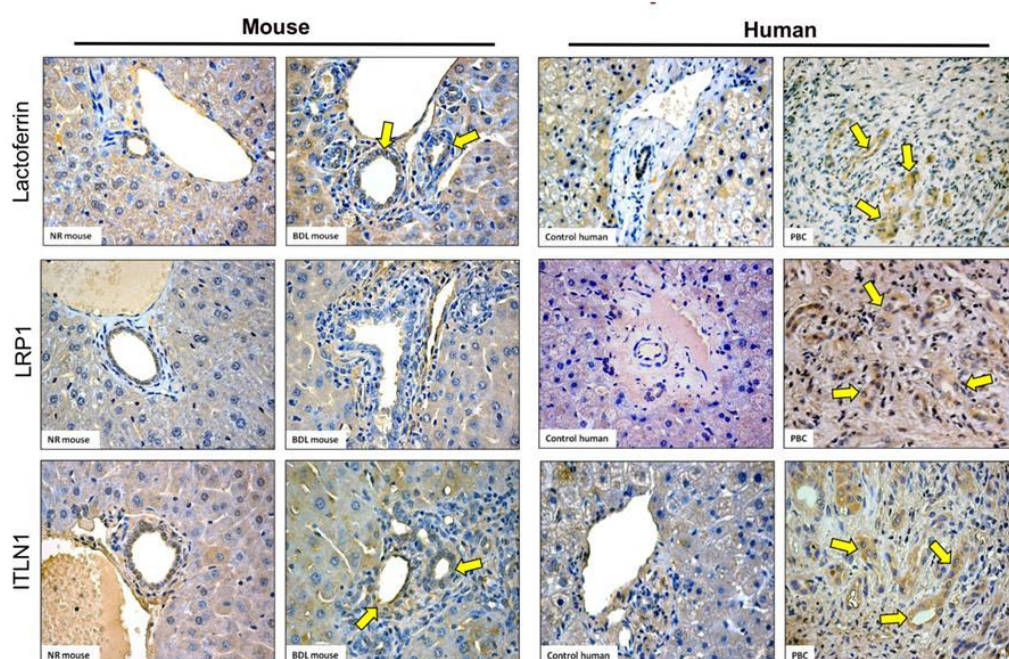 Mouse
Human
Lactoferrin
NR mouse
BDL mouse
Control human
PBC
LRP1
NR mouse
BDL mouse
Control human
PBC
ITLN1
NR mouse
BDL mouse
Control human
PBC